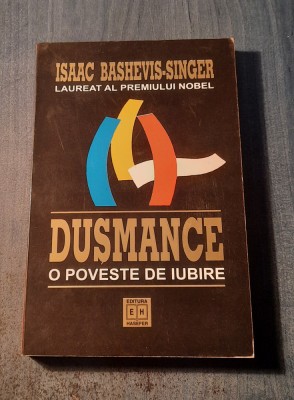 ISAAC BASHEVIS-SINGER
LAUREAT AL PREMIULUI NOBEL
DUŞMANCE
O POVESTE DE IUBIRE
EDITURA
E H
HASEFER